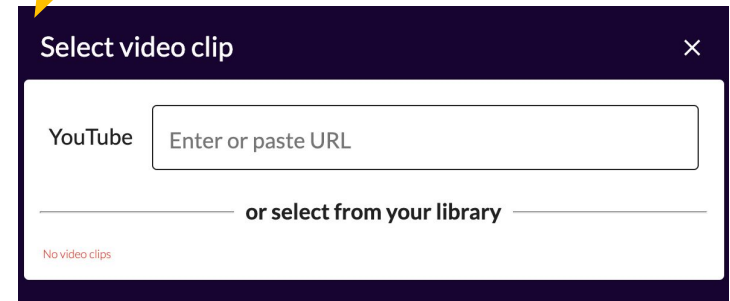 Select video clip
YouTube
Enter or paste URL
or select from your library
No video clips